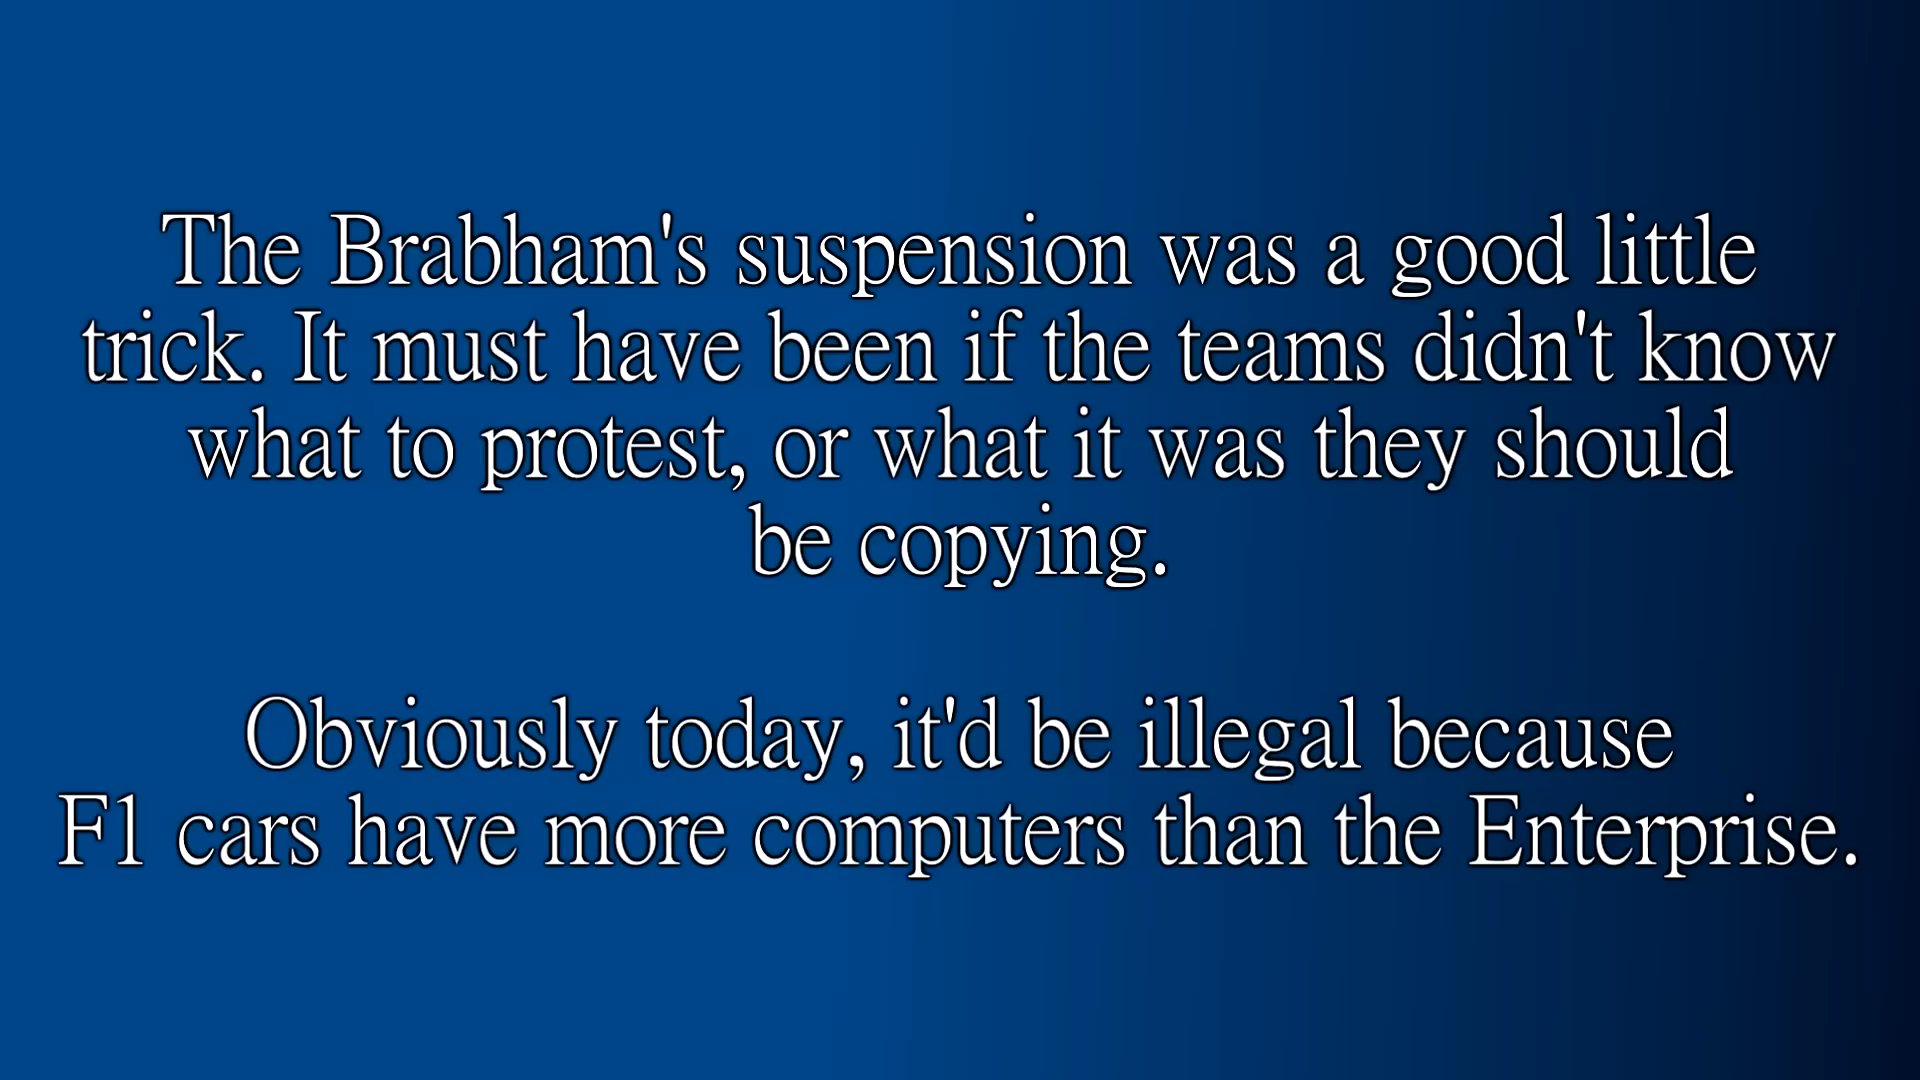 The Brabham's suspension was a good little
trick. It must have been if the teams didn't know
what to protest, or what it was they should
be copying.
Obviously today, it'd be illegal because
F1 cars have more computers than the Enterprise.